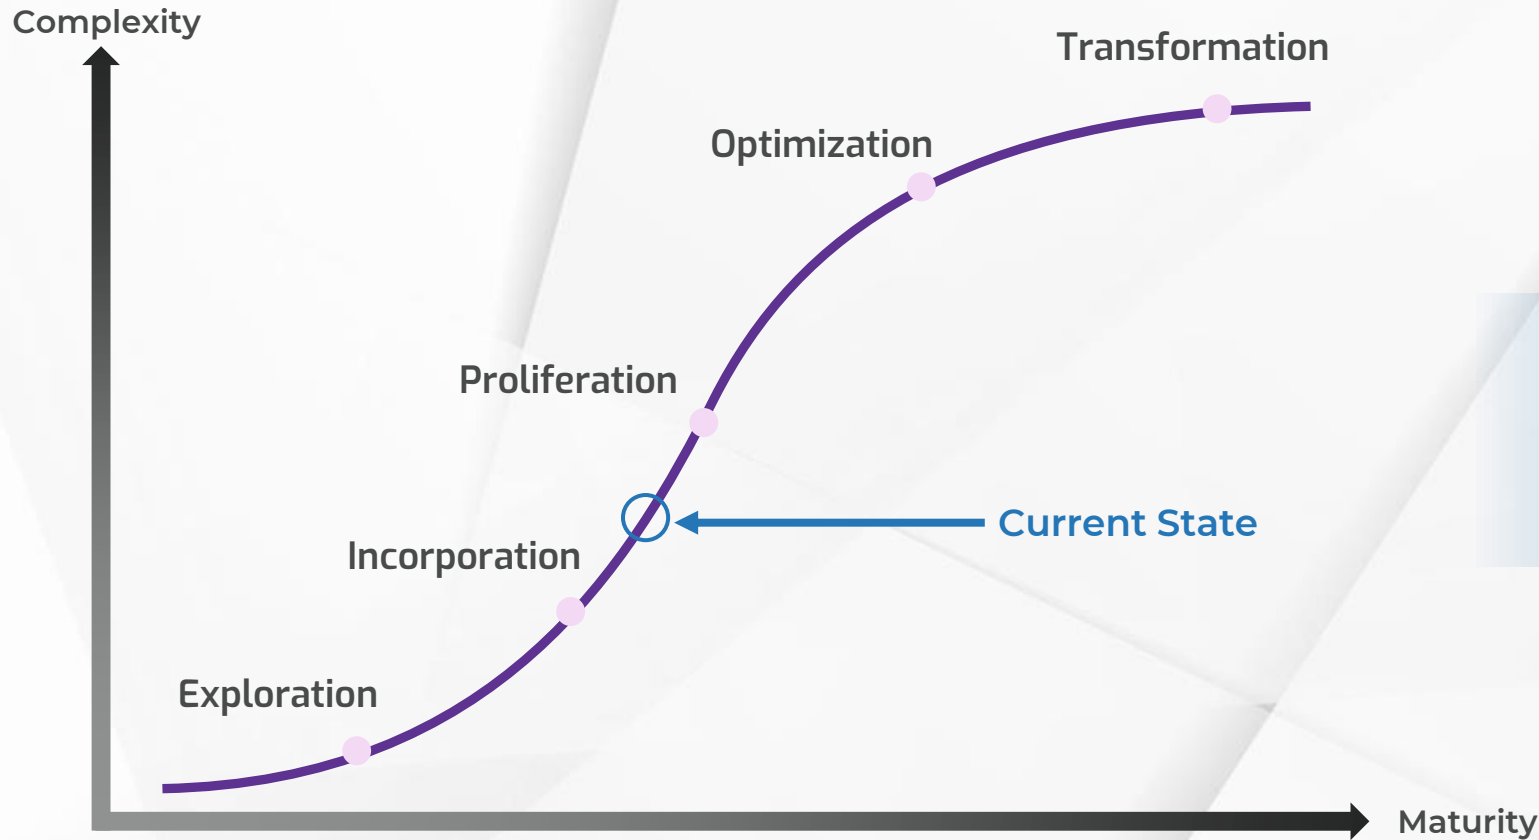 Complexity
Transformation
Optimization
Proliferation
Current State
Incorporation
Exploration
Maturity